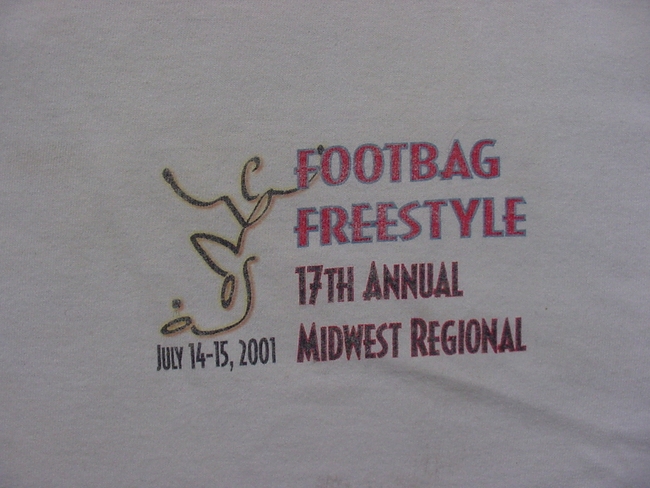 FOOTBAG
FREESTYLE
17TH ANNUAL
MIDWEST REGIONAL
JULY 14-15, 2001